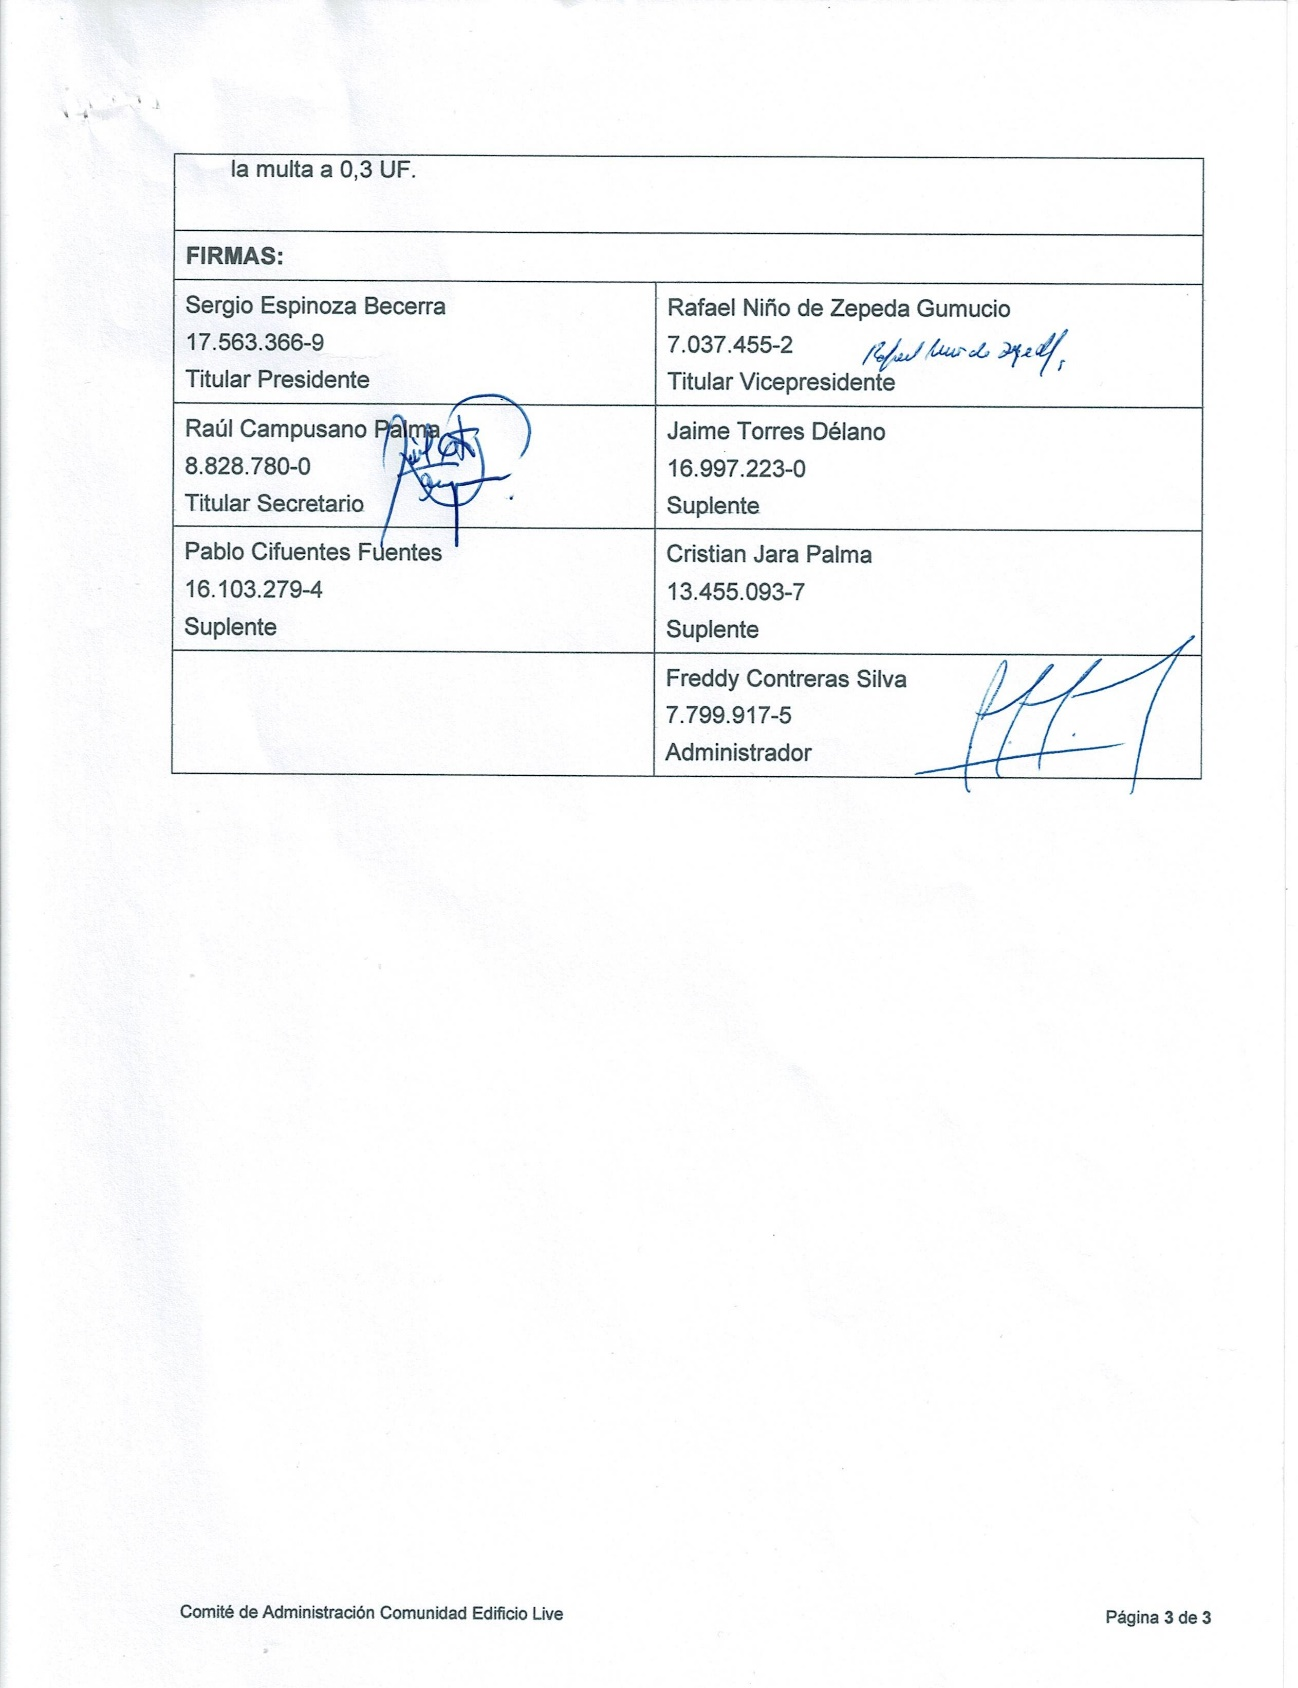 la multa a 0,3 UF.
FIRMAS:
Sergio Espinoza Becerra
17.563.366-9
Titular Presidente
Rafael Niño de Zepeda Gumucio
7.037.455-2
Titular Vicepresidente
Raúl Campusano Palma
8.828.780-0
Titular Secretario
Jaime Torres Délano
16.997.223-0
Suplente
Pablo Cifuentes Fuentes
16.103.279-4
Suplente
Cristian Jara Palma
13.455.093-7
Suplente
Freddy Contreras Silva
7.799.917-5
Administrador
Comité de Administración Comunidad Edificio Live
Página 3 de 3